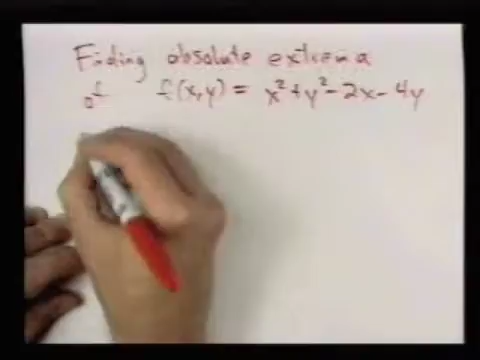 Finding absolute extrema
of f(x,y) = x² + y² - 2x - 4y